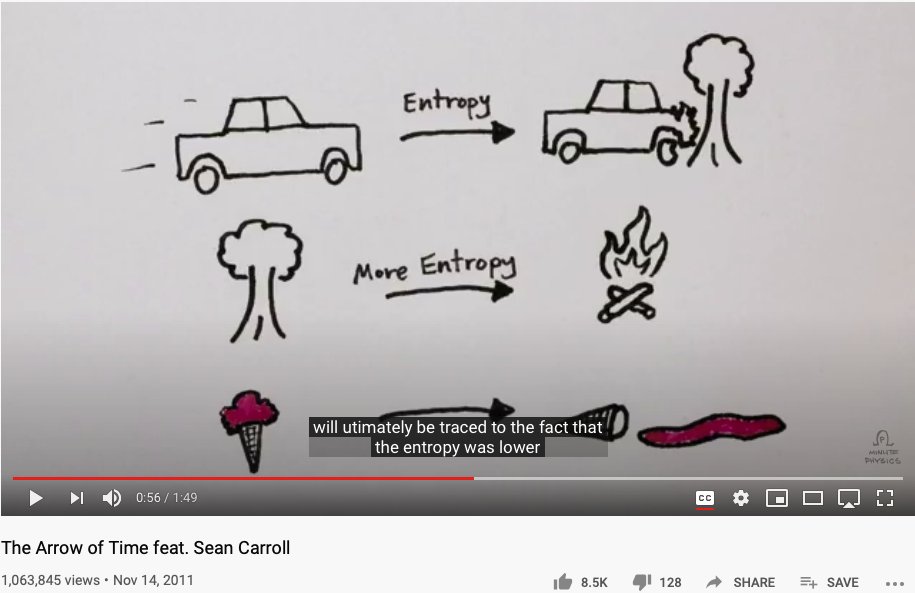 Entropy
More Entropy
will utimately be traced to the fact that
the entropy was lower
MINUTE
PHYSICS
0:56 / 1:49
CC
The Arrow of Time feat. Sean Carroll
1,063,845 views • Nov 14, 2011
8.5K
128
SHARE
SAVE